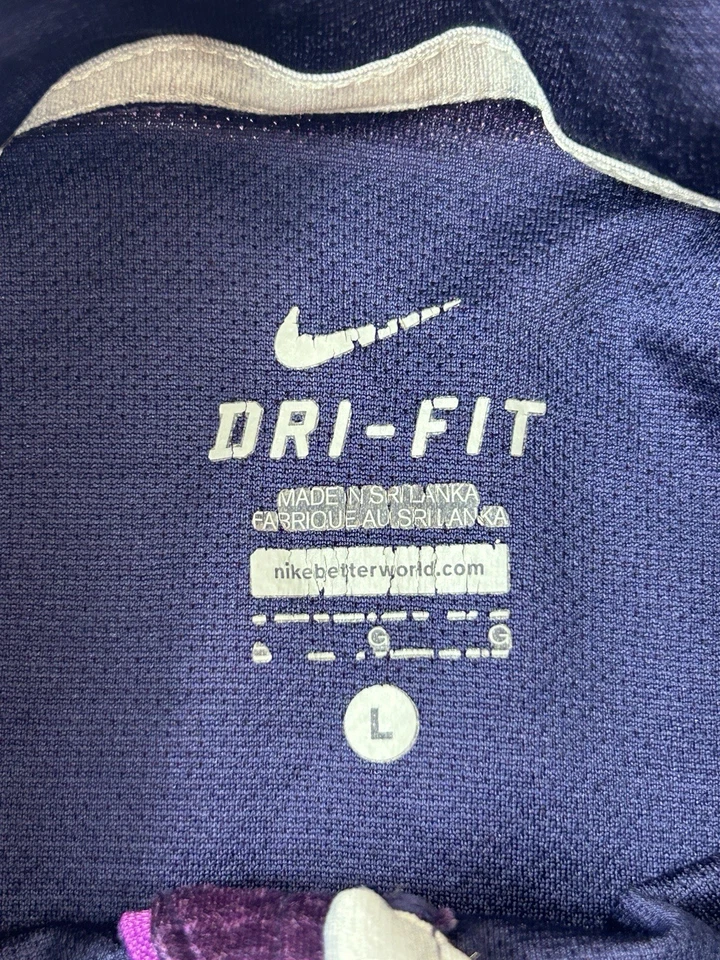 DRI-FIT
MADE IN SRI LANKA
FABRIQUE AU SRI LANKA
nikebetterworld.com
G G
L